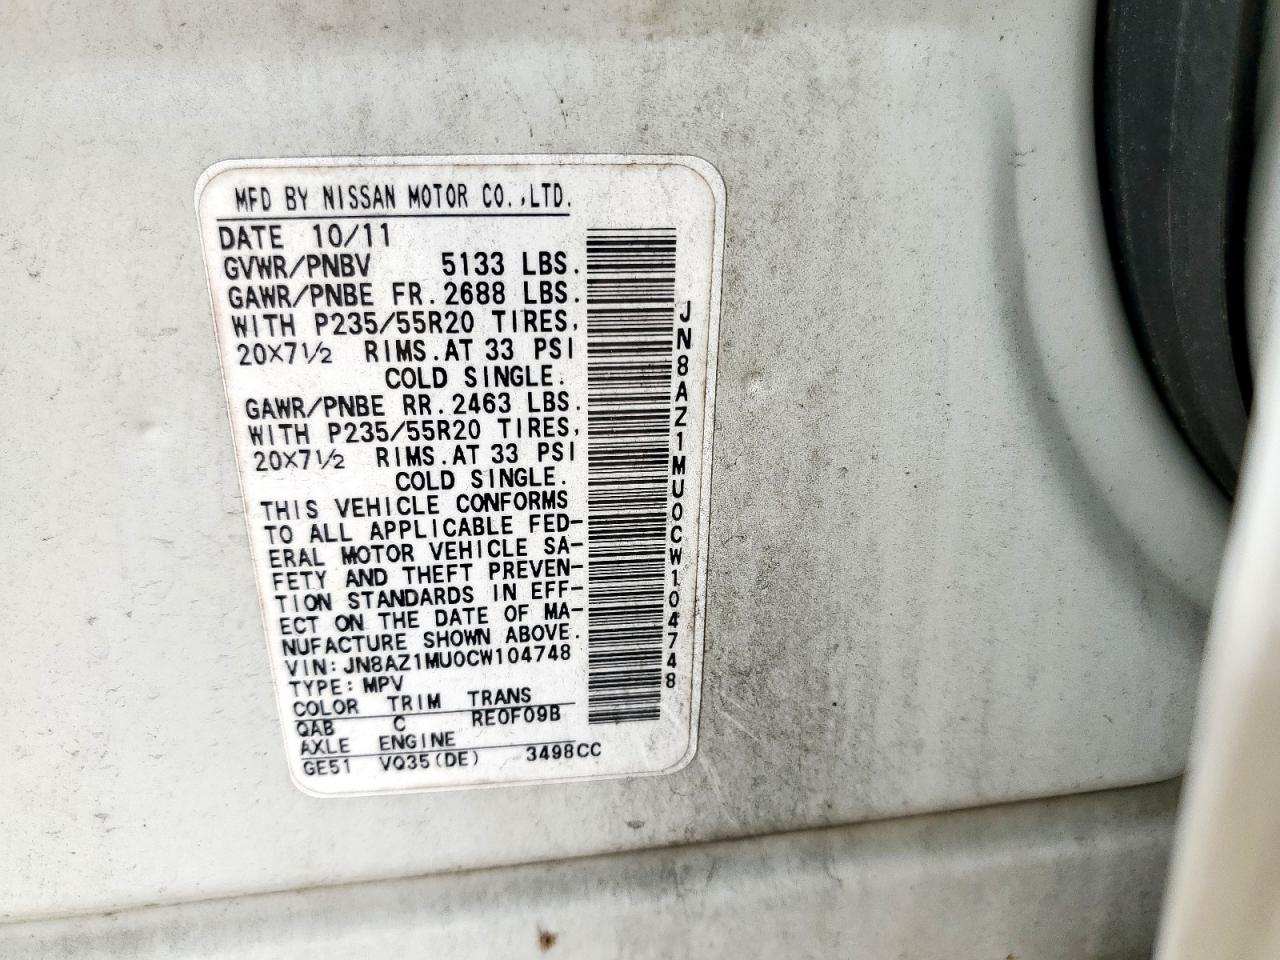 MFD BY NISSAN MOTOR CO.,LTD.
DATE 10/11
GVWR/PNBV 5133 LBS.
GAWR/PNBE FR.2688 LBS.
WITH P235/55R20 TIRES,
20X7½ RIMS.AT 33 PSI
COLD SINGLE.
GAWR/PNBE RR.2463 LBS.
WITH P235/55R20 TIRES,
20X7½ RIMS.AT 33 PSI
COLD SINGLE.
THIS VEHICLE CONFORMS
TO ALL APPLICABLE FED-
ERAL MOTOR VEHICLE SA-
FETY AND THEFT PREVEN-
TION STANDARDS IN EFF-
ECT ON THE DATE OF MA-
NUFACTURE SHOWN ABOVE.
VIN: JN8AZ1MU0CW104748
TYPE: MPV
COLOR TRIM TRANS
QAB C RE0F09B
AXLE ENGINE
GE51 VQ35(DE) 3498CC
JN8AZ1MU0CW104748